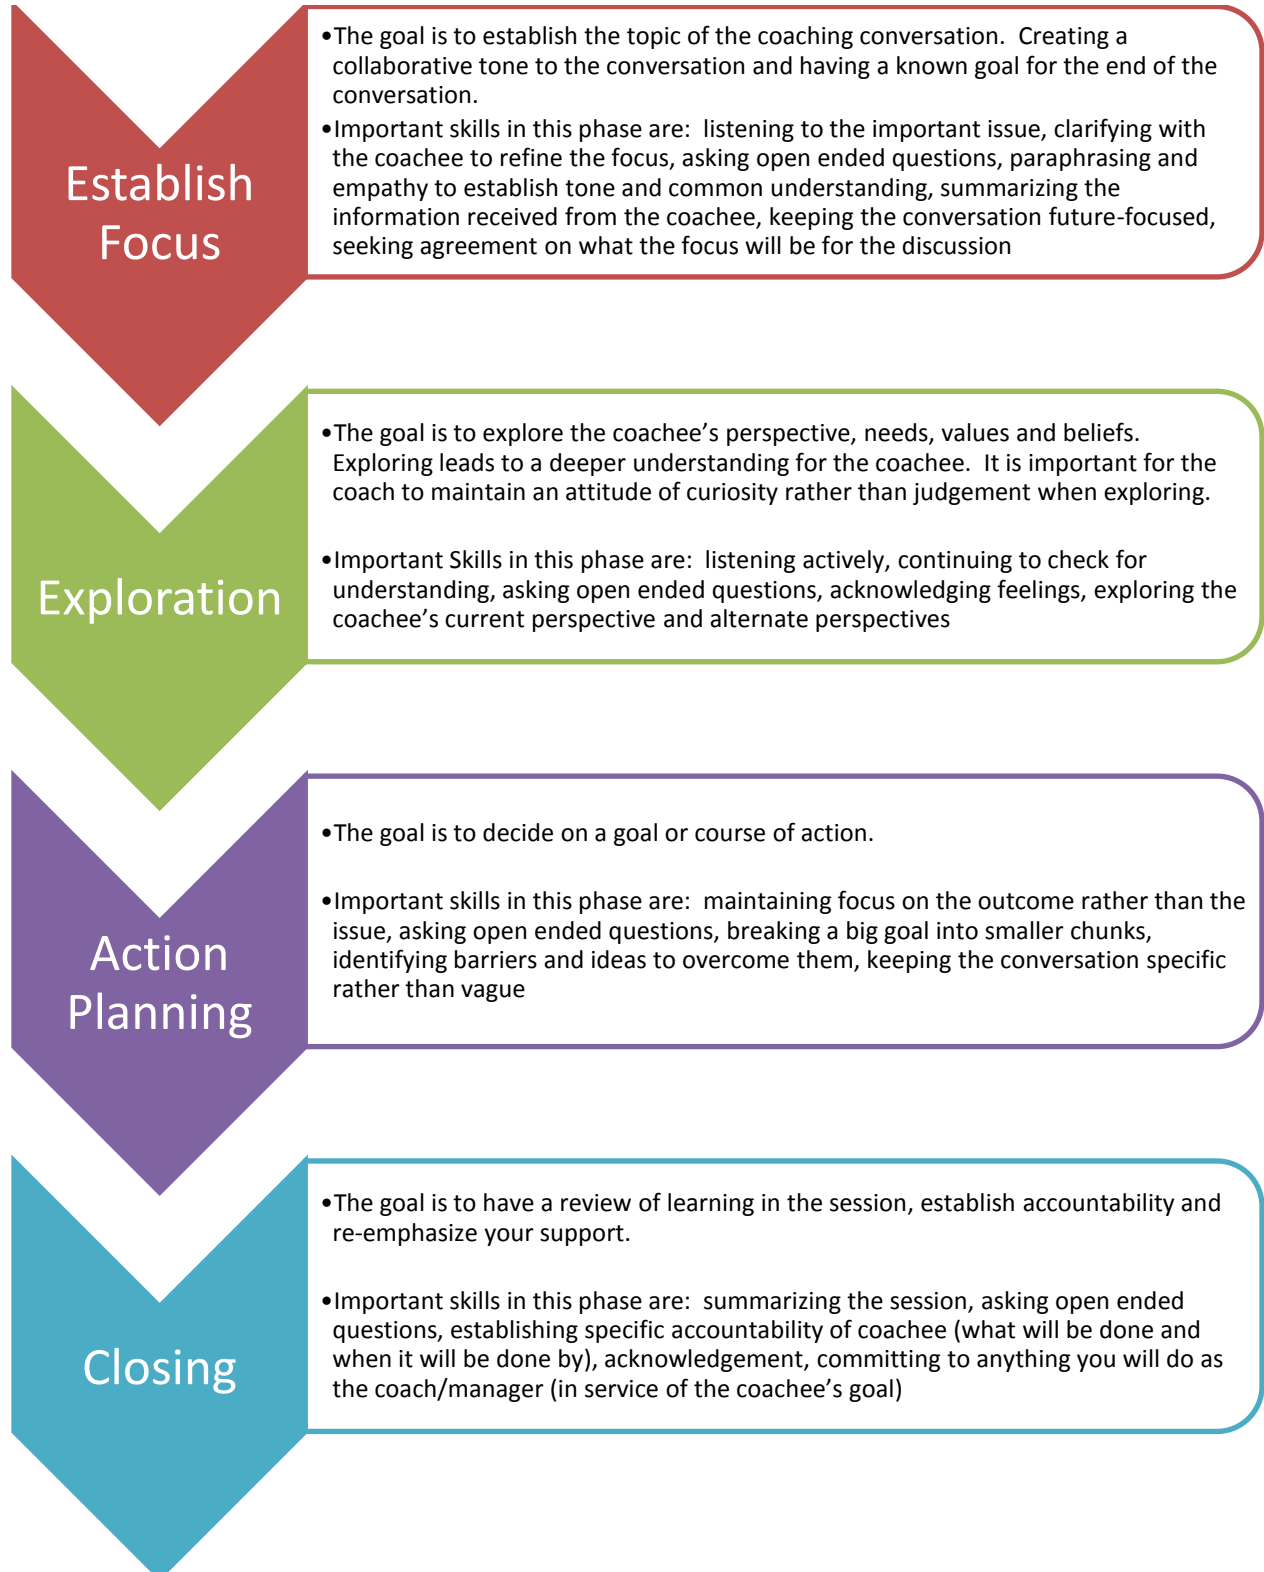 •The goal is to establish the topic of the coaching conversation.  Creating a
collaborative tone to the conversation and having a known goal for the end of the
conversation.
•Important skills in this phase are:  listening to the important issue, clarifying with
the coachee to refine the focus, asking open ended questions, paraphrasing and
empathy to establish tone and common understanding, summarizing the
information received from the coachee, keeping the conversation future-focused,
seeking agreement on what the focus will be for the discussion
Establish
Focus
•The goal is to explore the coachee’s perspective, needs, values and beliefs.
Exploring leads to a deeper understanding for the coachee.  It is important for the
coach to maintain an attitude of curiosity rather than judgement when exploring.
•Important Skills in this phase are:  listening actively, continuing to check for
understanding, asking open ended questions, acknowledging feelings, exploring the
coachee’s current perspective and alternate perspectives
Exploration
•The goal is to decide on a goal or course of action.
•Important skills in this phase are:  maintaining focus on the outcome rather than the
issue, asking open ended questions, breaking a big goal into smaller chunks,
identifying barriers and ideas to overcome them, keeping the conversation specific
rather than vague
Action
Planning
•The goal is to have a review of learning in the session, establish accountability and
re-emphasize your support.
•Important skills in this phase are:  summarizing the session, asking open ended
questions, establishing specific accountability of coachee (what will be done and
when it will be done by), acknowledgement, committing to anything you will do as
the coach/manager (in service of the coachee’s goal)
Closing